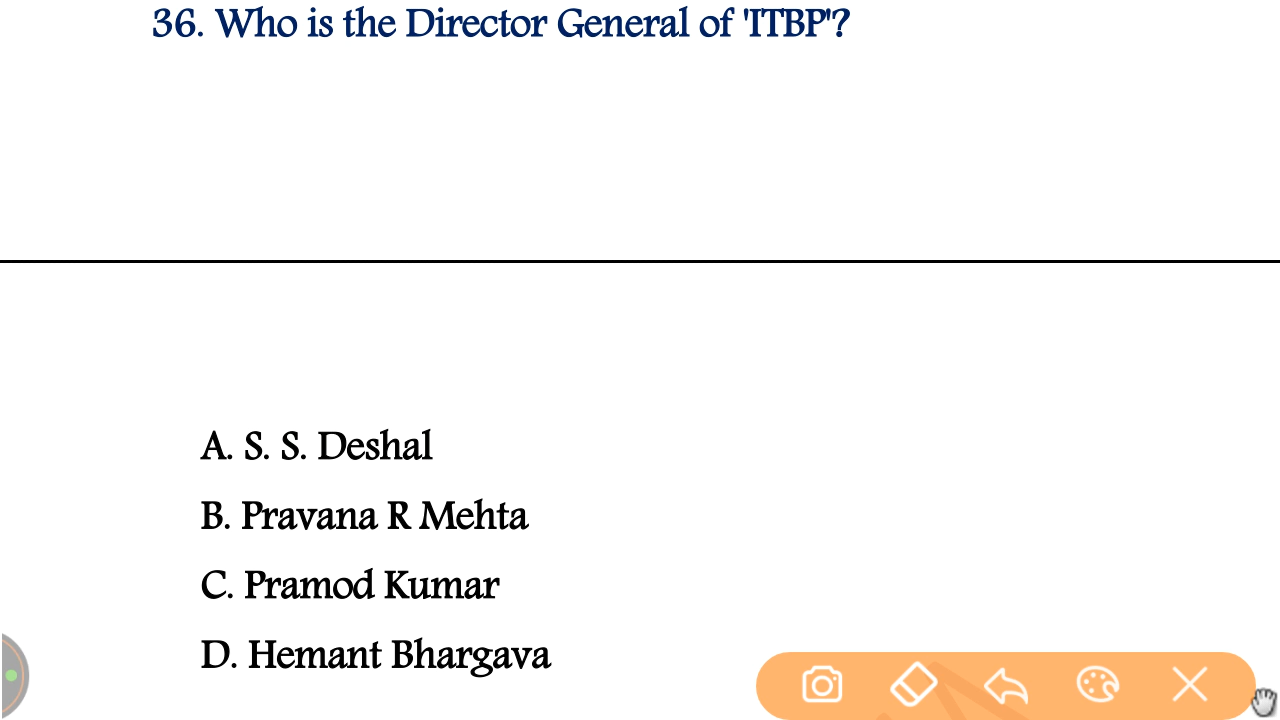 36. Who is the Director General of 'ITBP'?
A. S. S. Deshal
B. Pravana R Mehta
C. Pramod Kumar
D. Hemant Bhargava